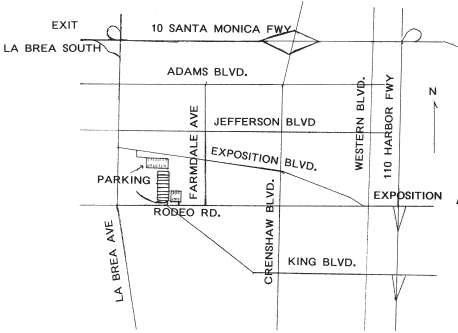 EXIT
10 SANTA MONICA FWY
LA BREA SOUTH
ADAMS BLVD.
N
FARMDALE AVE
JEFFERSON BLVD
WESTERN BLVD.
110 HARBOR FWY
EXPOSITION BLVD.
PARKING
EXPOSITION
RODEO RD.
CRENSHAW BLVD.
LA BREA AVE
KING BLVD.